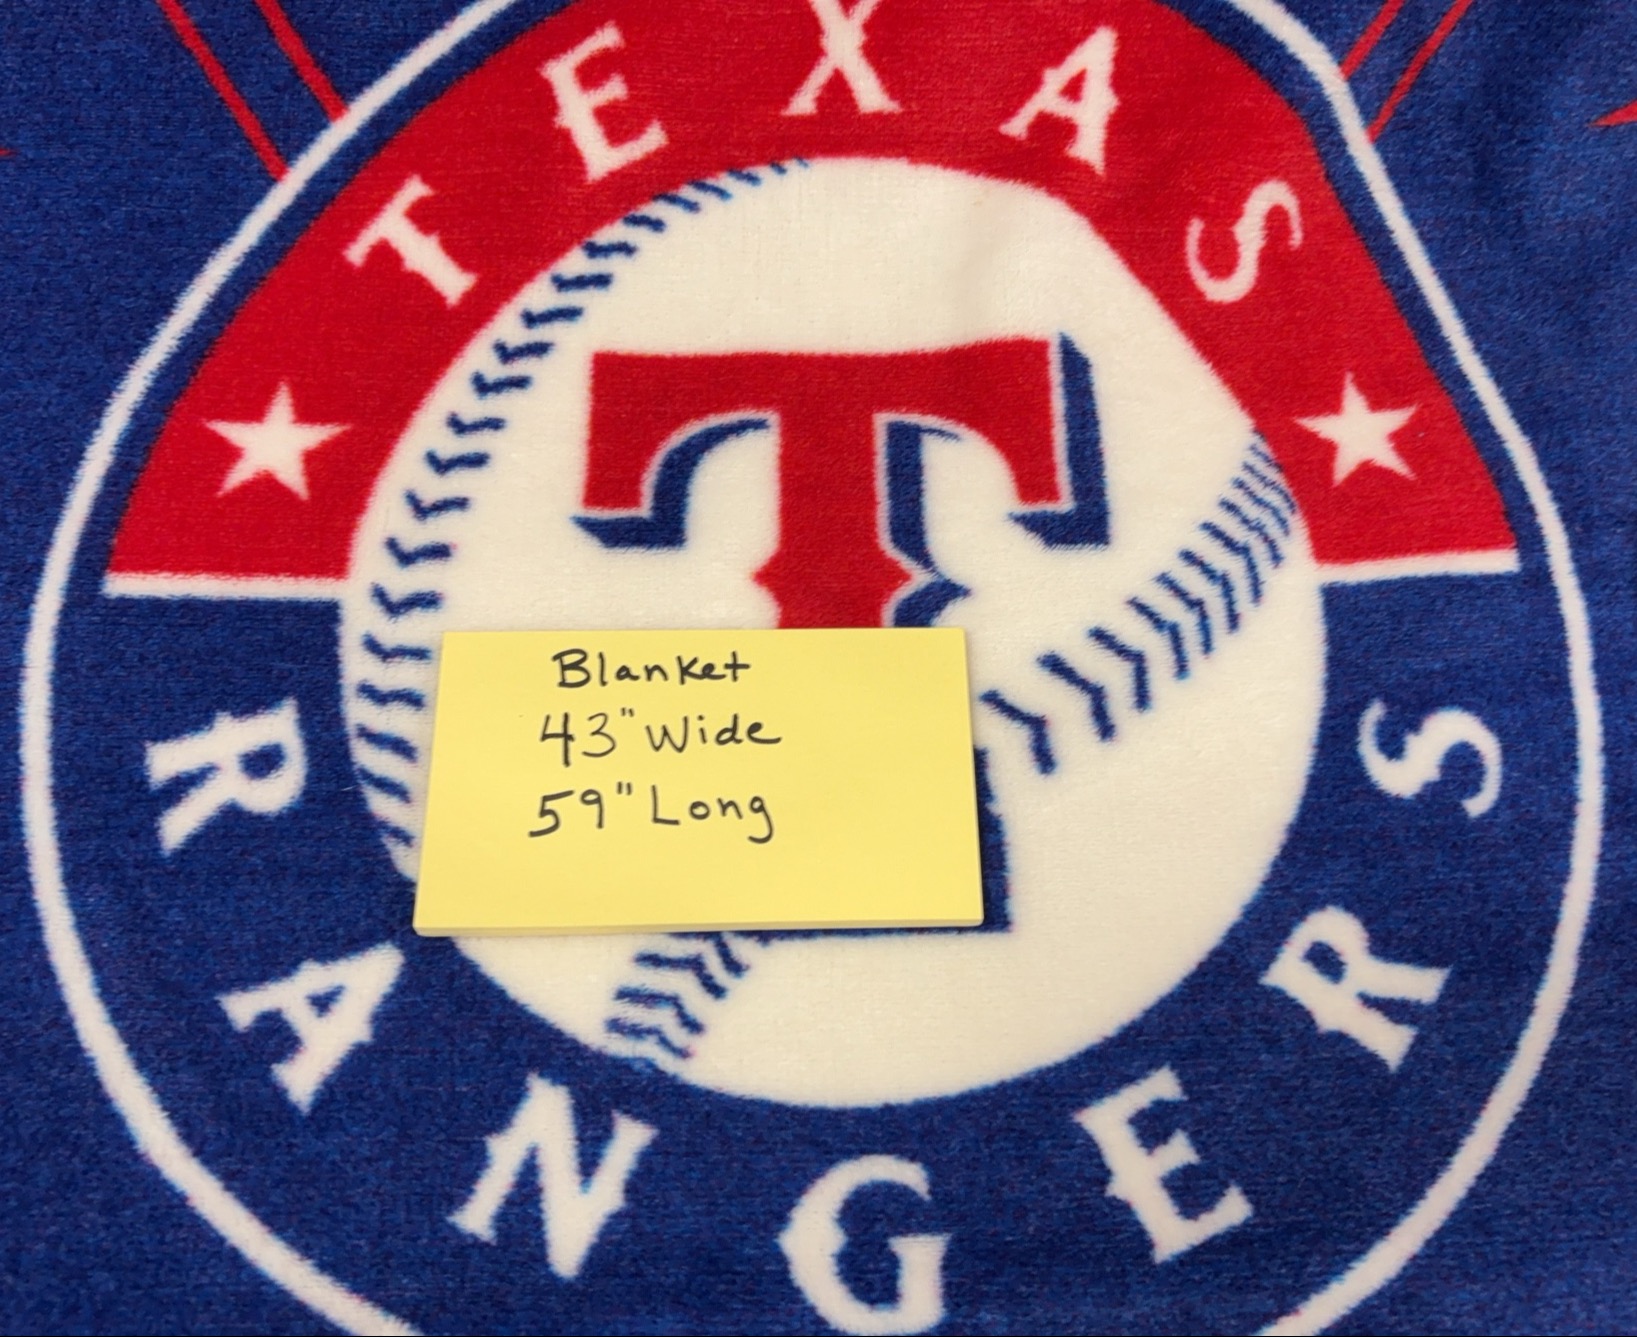 TEXAS
T
Blanket
43" Wide
59" Long
RANGERS